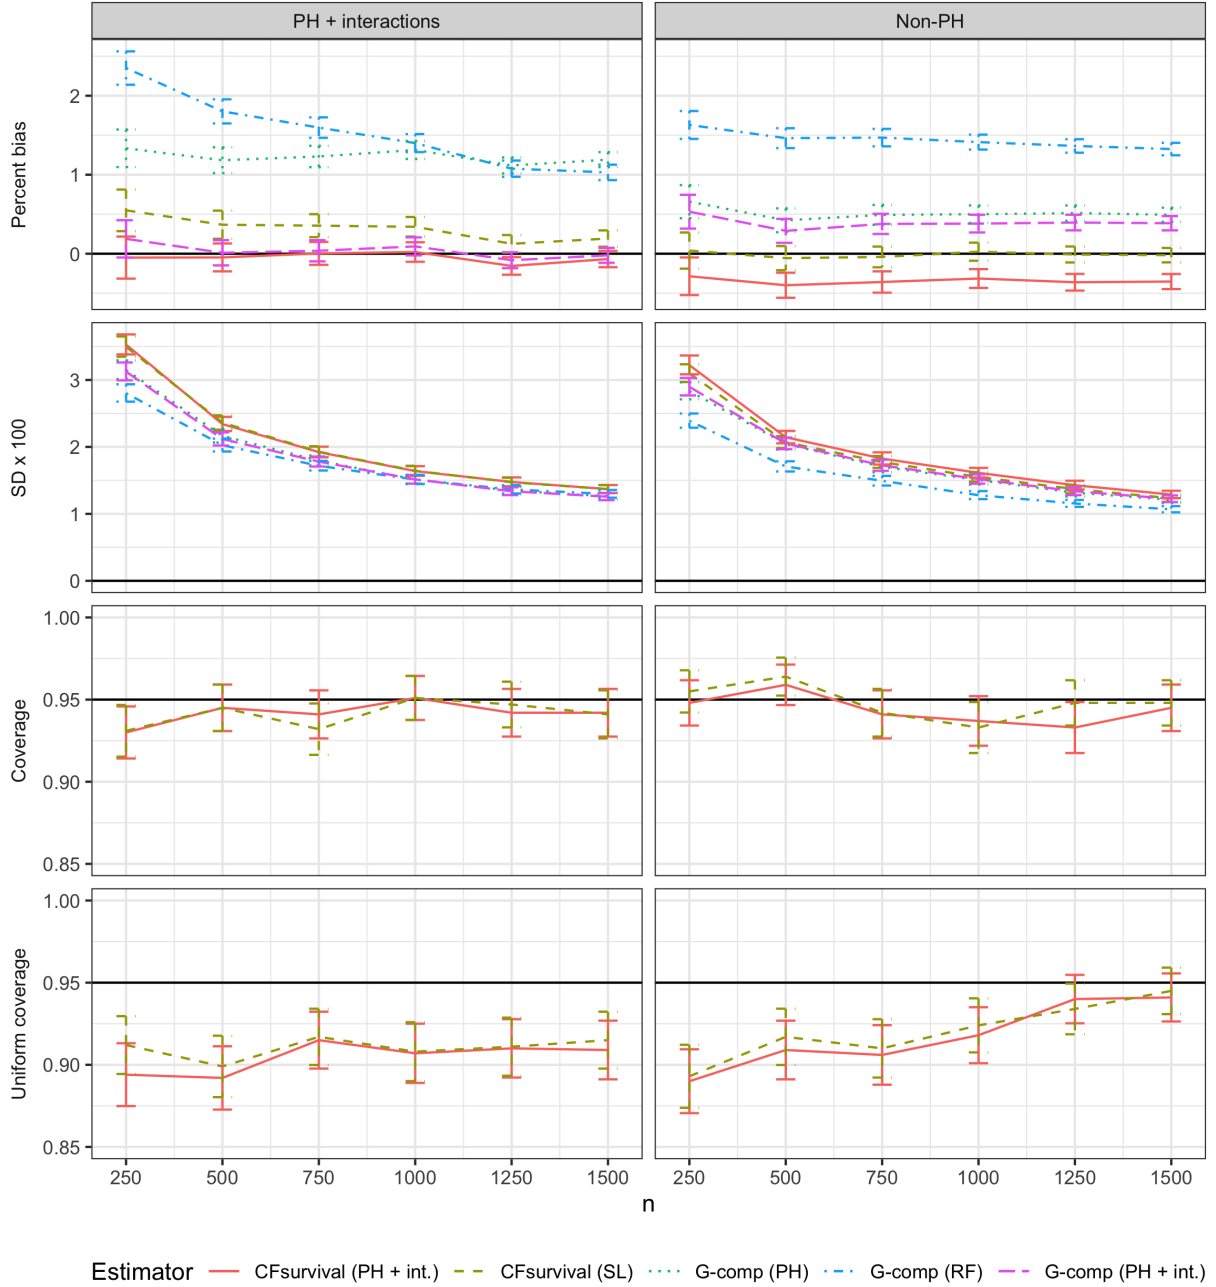 PH + interactions
Non-PH
Percent bias
2
1
0
SD x 100
3
2
1
0
Coverage
1.00
0.95
0.90
0.85
Uniform coverage
1.00
0.95
0.90
0.85
250 500 750 1000 1250 1500
250 500 750 1000 1250 1500
n
Estimator CFsurvival (PH + int.) CFsurvival (SL) G-comp (PH) G-comp (RF) G-comp (PH + int.)